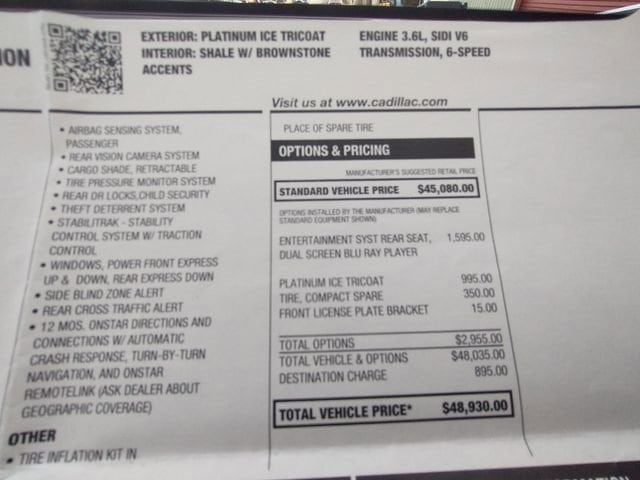 ION
EXTERIOR: PLATINUM ICE TRICOAT
INTERIOR: SHALE W/ BROWNSTONE
ACCENTS
ENGINE 3.6L, SIDI V6
TRANSMISSION, 6-SPEED
Visit us at www.cadillac.com
• AIRBAG SENSING SYSTEM,
PASSENGER
• REAR VISION CAMERA SYSTEM
• CARGO SHADE, RETRACTABLE
• TIRE PRESSURE MONITOR SYSTEM
• REAR DR LOCKS,CHILD SECURITY
• THEFT DETERRENT SYSTEM
• STABILITRAK - STABILITY
CONTROL SYSTEM W/ TRACTION
CONTROL
• WINDOWS, POWER FRONT EXPRESS
UP & DOWN, REAR EXPRESS DOWN
• SIDE BLIND ZONE ALERT
• REAR CROSS TRAFFIC ALERT
• 12 MOS. ONSTAR DIRECTIONS AND
CONNECTIONS W/ AUTOMATIC
CRASH RESPONSE, TURN-BY-TURN
NAVIGATION, AND ONSTAR
REMOTELINK (ASK DEALER ABOUT
GEOGRAPHIC COVERAGE)
OTHER
• TIRE INFLATION KIT IN
PLACE OF SPARE TIRE
OPTIONS & PRICING
MANUFACTURER'S SUGGESTED RETAIL PRICE
STANDARD VEHICLE PRICE $45,080.00
OPTIONS INSTALLED BY THE MANUFACTURER (MAY REPLACE
STANDARD EQUIPMENT SHOWN)
ENTERTAINMENT SYST REAR SEAT, 1,595.00
DUAL SCREEN BLU RAY PLAYER
PLATINUM ICE TRICOAT 995.00
TIRE, COMPACT SPARE 350.00
FRONT LICENSE PLATE BRACKET 15.00
TOTAL OPTIONS $2,955.00
TOTAL VEHICLE & OPTIONS $48,035.00
DESTINATION CHARGE 895.00
TOTAL VEHICLE PRICE* $48,930.00